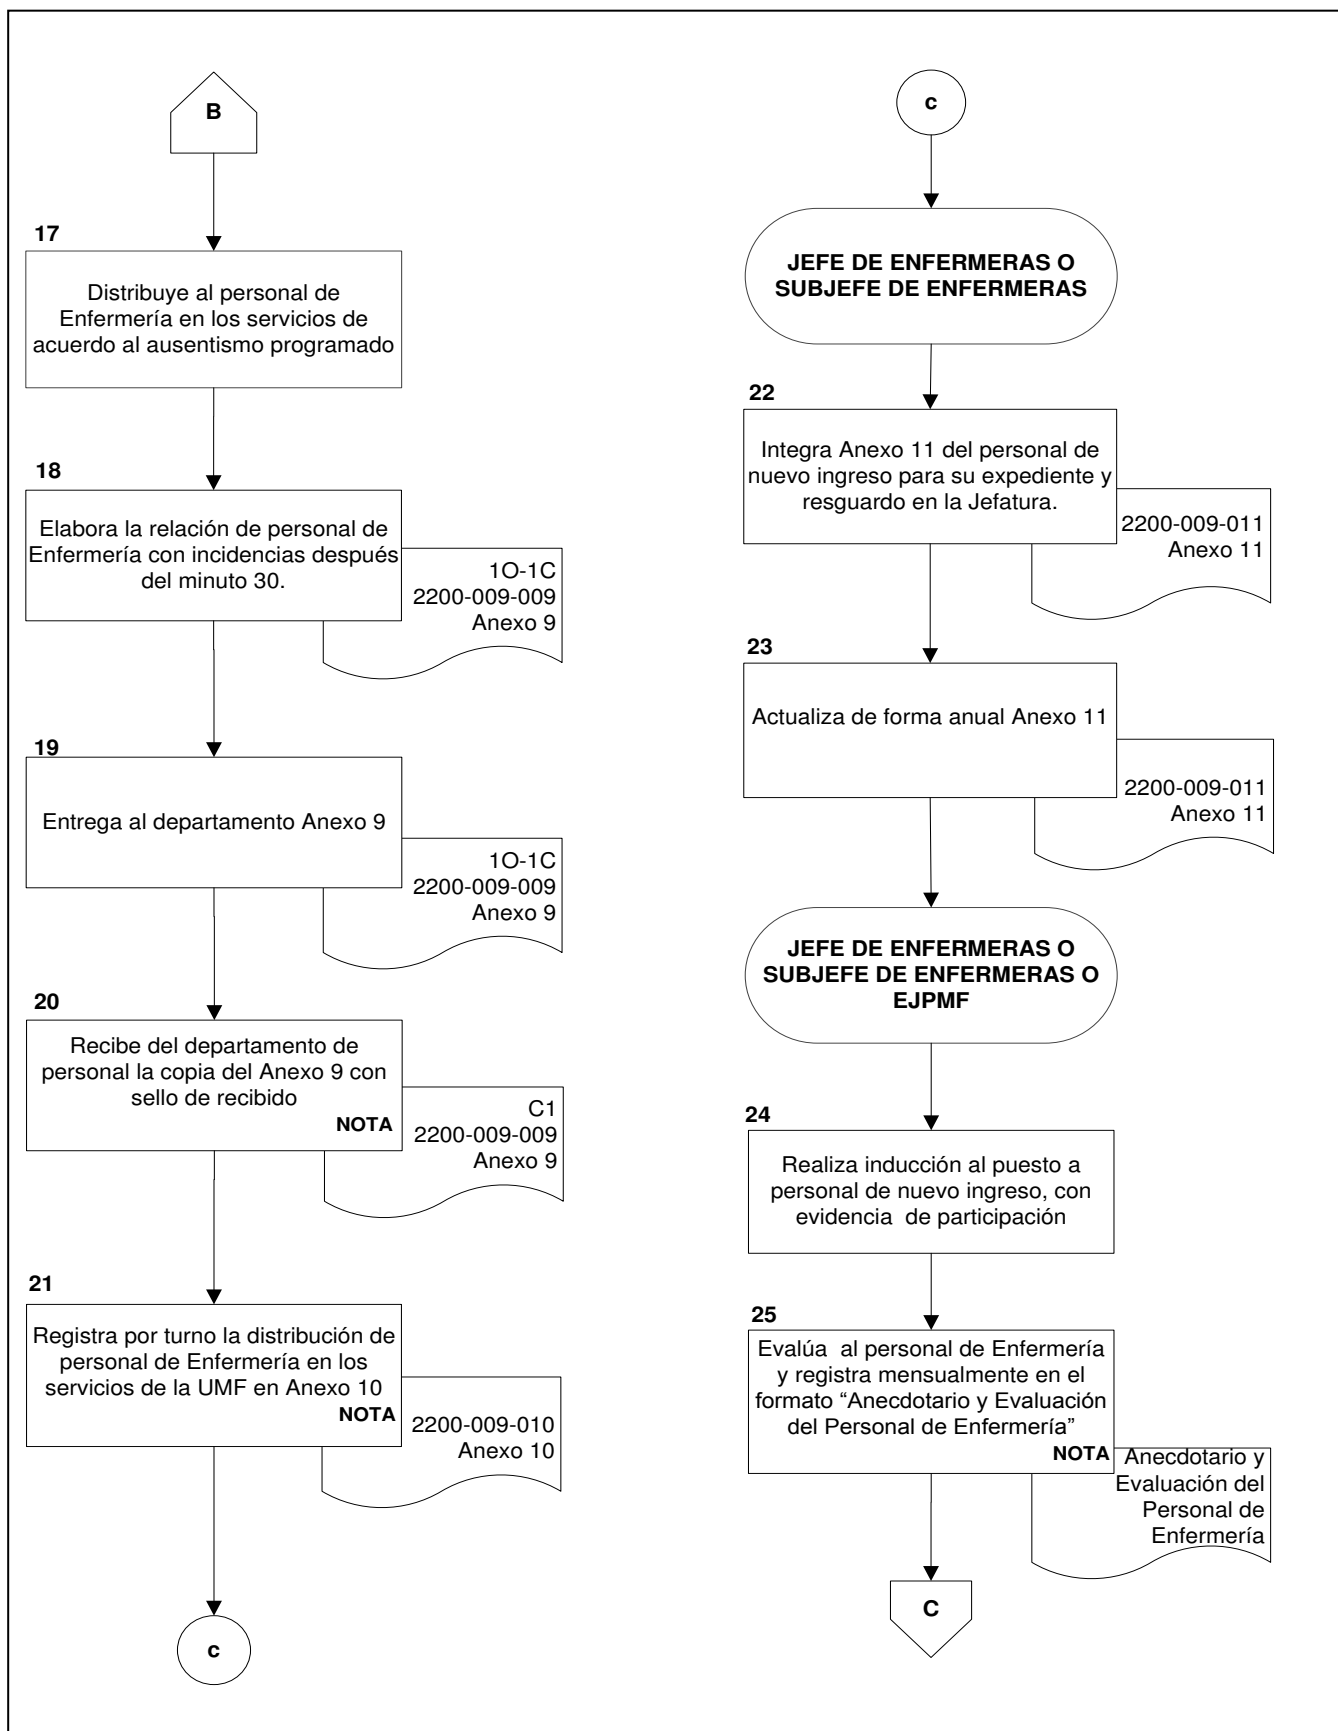 B
17
Distribuye al personal de
Enfermería en los servicios de
acuerdo al ausentismo programado
18
Elabora la relación de personal de
Enfermería con incidencias después
del minuto 30.
1O-1C
2200-009-009
Anexo 9
19
Entrega al departamento Anexo 9
1O-1C
2200-009-009
Anexo 9
20
Recibe del departamento de
personal la copia del Anexo 9 con
sello de recibido
NOTA
C1
2200-009-009
Anexo 9
21
Registra por turno la distribución de
personal de Enfermería en los
servicios de la UMF en Anexo 10
NOTA
2200-009-010
Anexo 10
c
c
JEFE DE ENFERMERAS O
SUBJEFE DE ENFERMERAS
22
Integra Anexo 11 del personal de
nuevo ingreso para su expediente y
resguardo en la Jefatura.
2200-009-011
Anexo 11
23
Actualiza de forma anual Anexo 11
2200-009-011
Anexo 11
JEFE DE ENFERMERAS O
SUBJEFE DE ENFERMERAS O
EJPMF
24
Realiza inducción al puesto a
personal de nuevo ingreso, con
evidencia de participación
25
Evalúa al personal de Enfermería
y registra mensualmente en el
formato “Anecdotario y Evaluación
del Personal de Enfermería”
NOTA
Anecdotario y
Evaluación del
Personal de
Enfermería
C